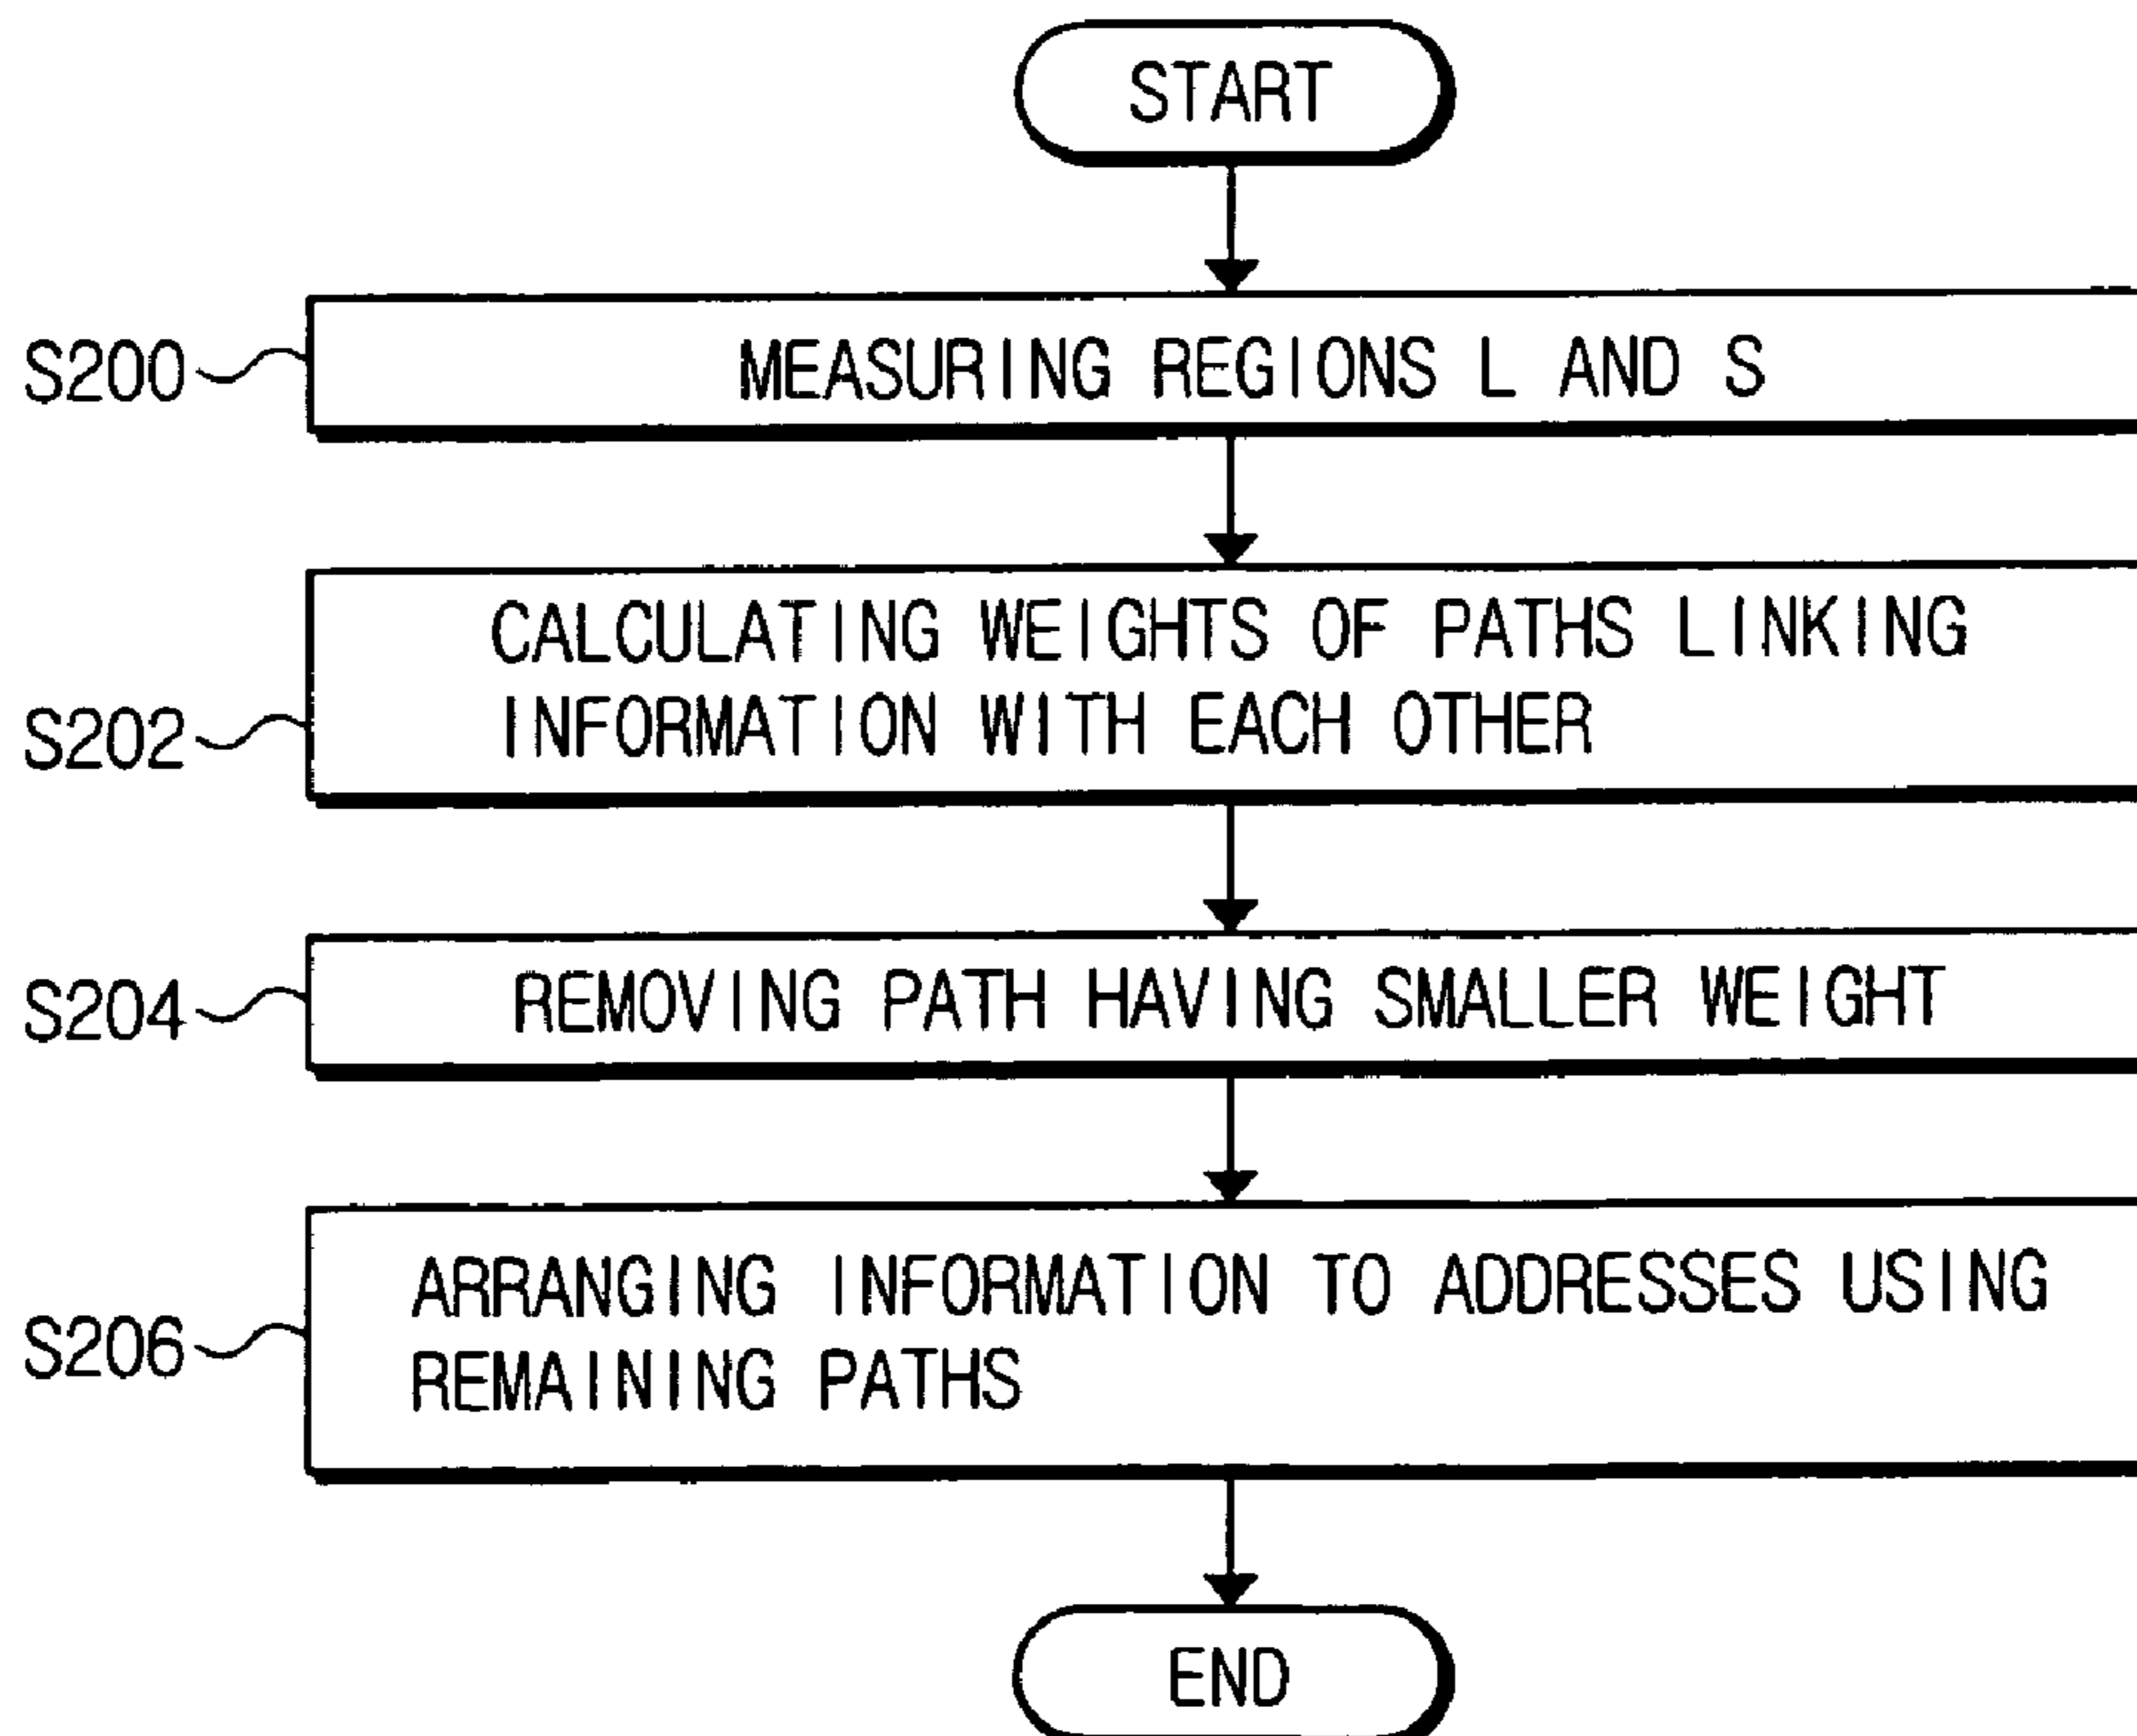 START
S200
MEASURING REGIONS L AND S
CALCULATING WEIGHTS OF PATHS LINKING
S202
INFORMATION WITH EACH OTHER
S204
REMOVING PATH HAVING SMALLER WEIGHT
ARRANGING INFORMATION TO ADDRESSES USING
S206
REMAINING PATHS
END